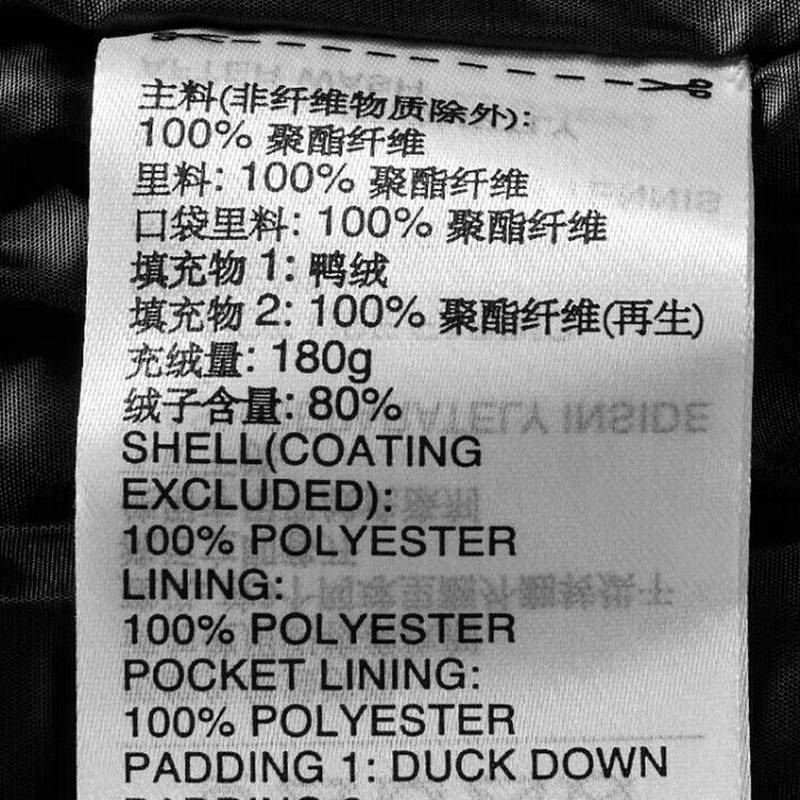 主料(非纤维物质除外):
100% 聚酯纤维
里料: 100% 聚酯纤维
口袋里料: 100% 聚酯纤维
填充物 1: 鸭绒
填充物 2: 100% 聚酯纤维(再生)
充绒量: 180g
绒子含量: 80%
SHELL(COATING
EXCLUDED):
100% POLYESTER
LINING:
100% POLYESTER
POCKET LINING:
100% POLYESTER
PADDING 1: DUCK DOWN